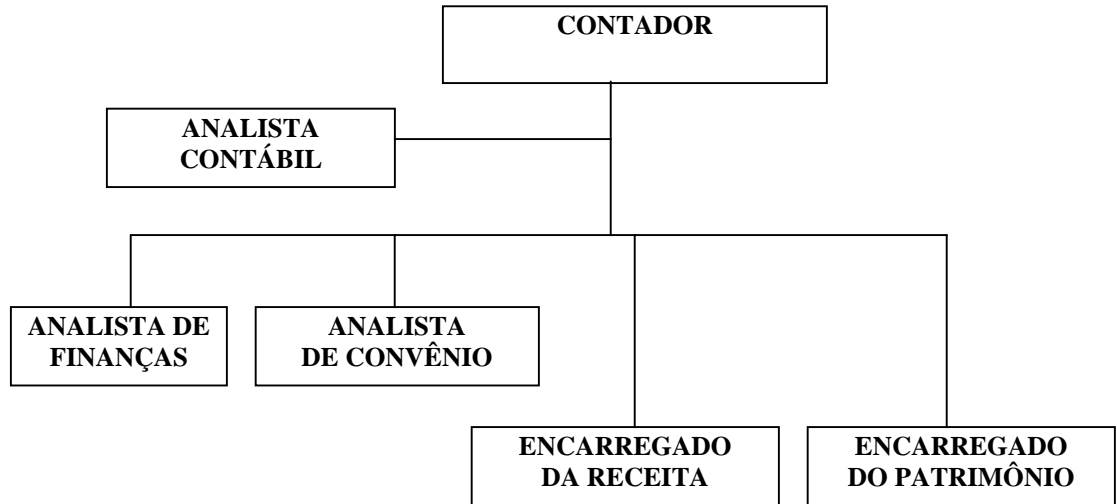 CONTADOR
ANALISTA
CONTÁBIL
ANALISTA DE
FINANÇAS
ANALISTA
DE CONVÊNIO
ENCARREGADO
DA RECEITA
ENCARREGADO
DO PATRIMÔNIO